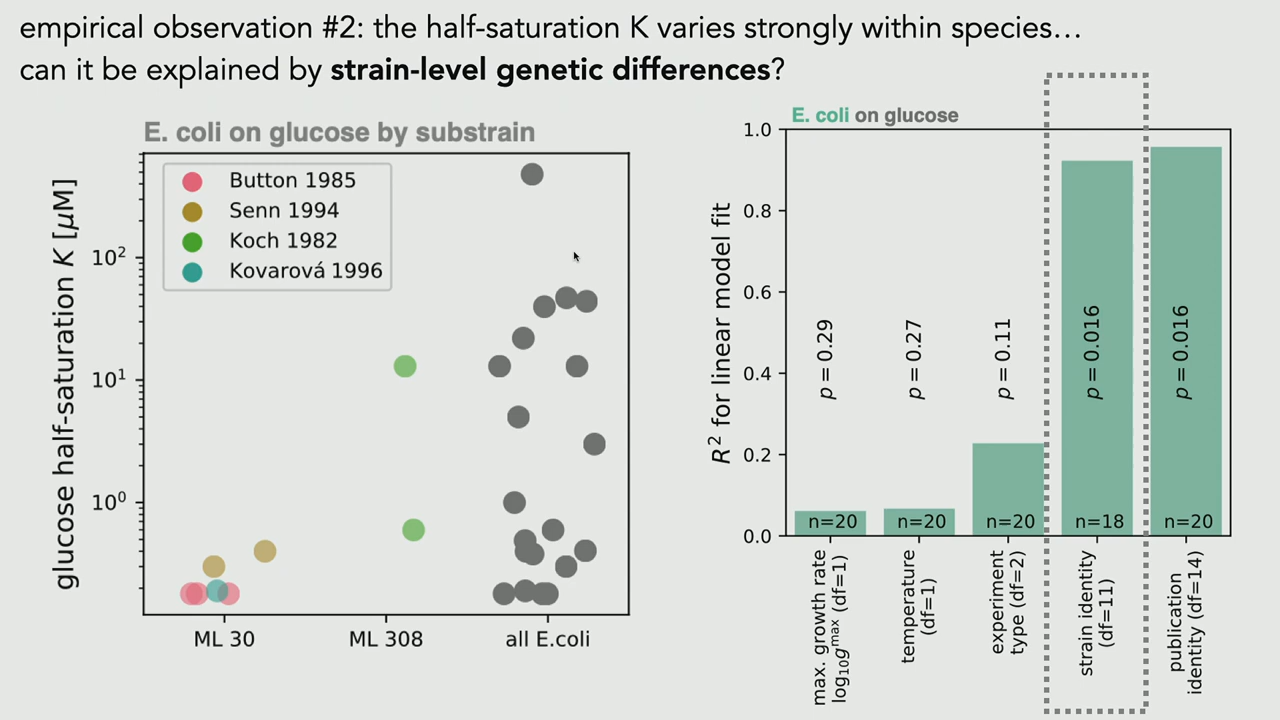 empirical observation #2: the half-saturation K varies strongly within species…
can it be explained by strain-level genetic differences?
E. coli on glucose by substrain
glucose half-saturation K [μM]
10²
10¹
10⁰
Button 1985
Senn 1994
Koch 1982
Kovarová 1996
ML 30
ML 308
all E.coli
E. coli on glucose
R² for linear model fit
1.0
0.8
0.6
0.4
0.2
0.0
p = 0.29
p = 0.27
p = 0.11
p = 0.016
p = 0.016
n=20
n=20
n=20
n=18
n=20
max. growth rate
log₁₀gᵐᵃˣ (df=1)
temperature
(df=1)
experiment
type (df=2)
strain identity
(df=11)
publication
identity (df=14)